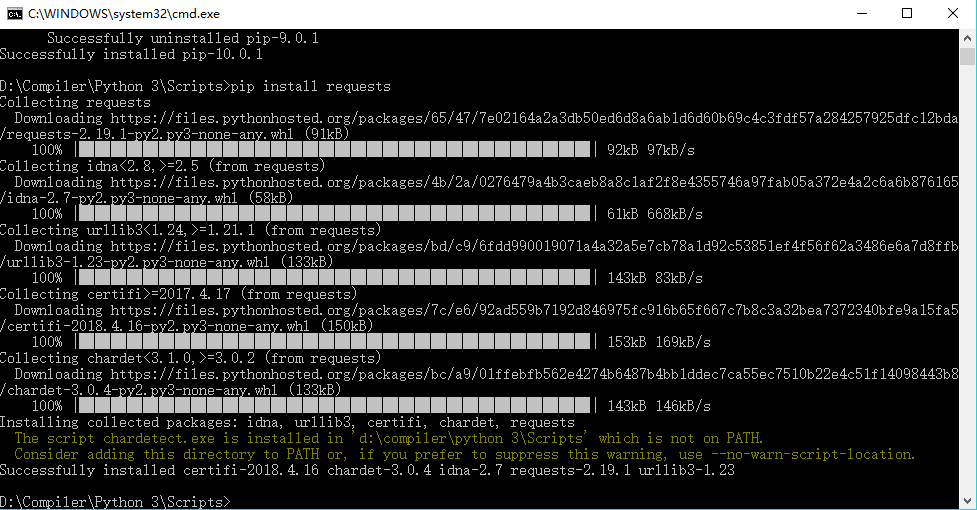 C:\WINDOWS\system32\cmd.exe
Successfully uninstalled pip-9.0.1
Successfully installed pip-10.0.1
D:\Compiler\Python 3\Scripts>pip install requests
Collecting requests
Downloading https://files.pythonhosted.org/packages/65/47/7e02164a2a3db50ed6d8a6ab1d6d60b69c4c3fdf57a284257925dfc12bda
/requests-2.19.1-py2.py3-none-any.whl (91kB)
100% | | 92kB 97kB/s
Collecting idna<2.8,>=2.5 (from requests)
Downloading https://files.pythonhosted.org/packages/4b/2a/0276479a4b3caeb8a8c1af2f8e4355746a97fab05a372e4a2c6a6b876165
/idna-2.7-py2.py3-none-any.whl (58kB)
100% | | 61kB 668kB/s
Collecting urllib3<1.24,>=1.21.1 (from requests)
Downloading https://files.pythonhosted.org/packages/bd/c9/6fdd990019071a4a32a5e7cb78a1d92c53851ef4f56f62a3486e6a7d8ffb
/urllib3-1.23-py2.py3-none-any.whl (133kB)
100% | | 143kB 83kB/s
Collecting certifi>=2017.4.17 (from requests)
Downloading https://files.pythonhosted.org/packages/7c/e6/92ad559b7192d846975fc916b65f667c7b8c3a32bea7372340bfe9a15fa5
/certifi-2018.4.16-py2.py3-none-any.whl (150kB)
100% | | 153kB 169kB/s
Collecting chardet<3.1.0,>=3.0.2 (from requests)
Downloading https://files.pythonhosted.org/packages/bc/a9/01ffebfb562e4274b6487b4bb1ddec7ca55ec7510b22e4c51f14098443b8
/chardet-3.0.4-py2.py3-none-any.whl (133kB)
100% | | 143kB 146kB/s
Installing collected packages: idna, urllib3, certifi, chardet, requests
The script chardetect.exe is installed in 'd:\compiler\python 3\Scripts' which is not on PATH.
Consider adding this directory to PATH or, if you prefer to suppress this warning, use --no-warn-script-location.
Successfully installed certifi-2018.4.16 chardet-3.0.4 idna-2.7 requests-2.19.1 urllib3-1.23
D:\Compiler\Python 3\Scripts>